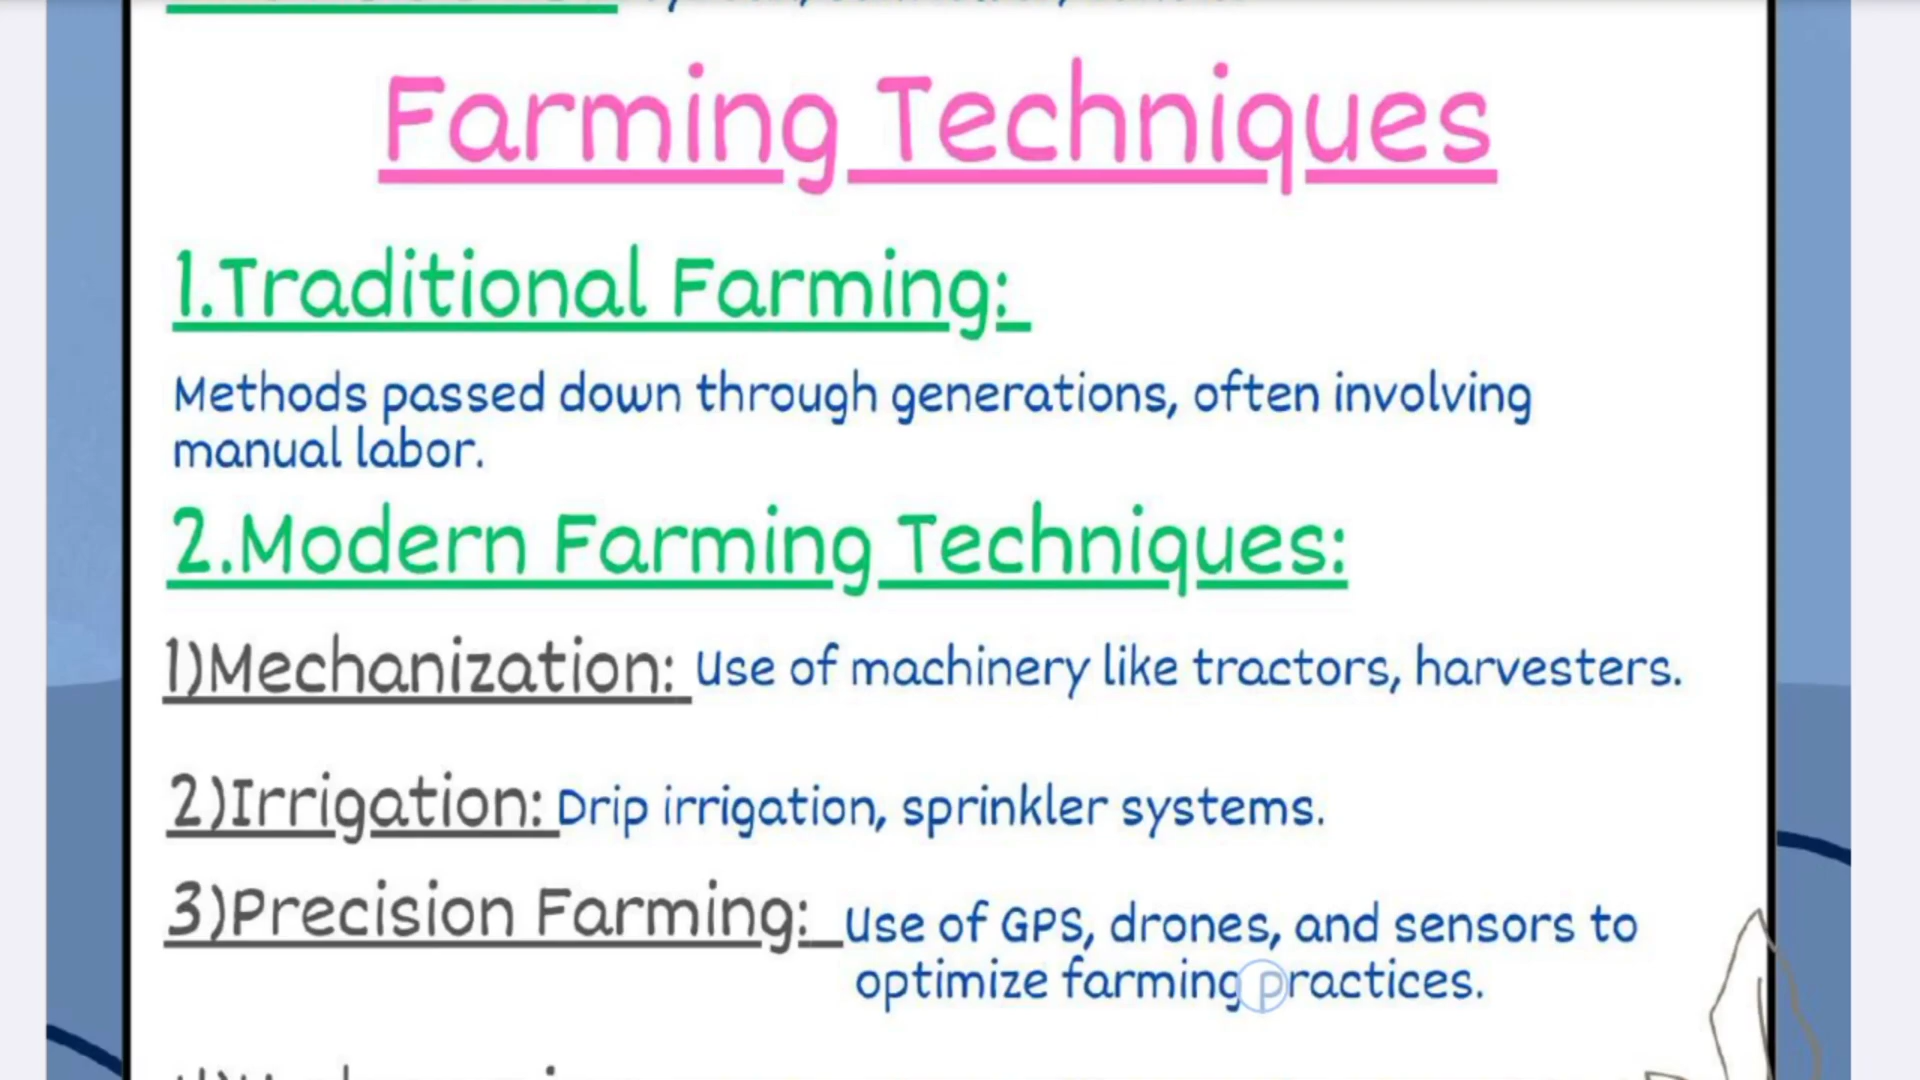 Farming Techniques
1.Traditional Farming:
Methods passed down through generations, often involving
manual labor.
2.Modern Farming Techniques:
1)Mechanization: Use of machinery like tractors, harvesters.
2)Irrigation: Drip irrigation, sprinkler systems.
3)Precision Farming: Use of GPS, drones, and sensors to
optimize farming practices.